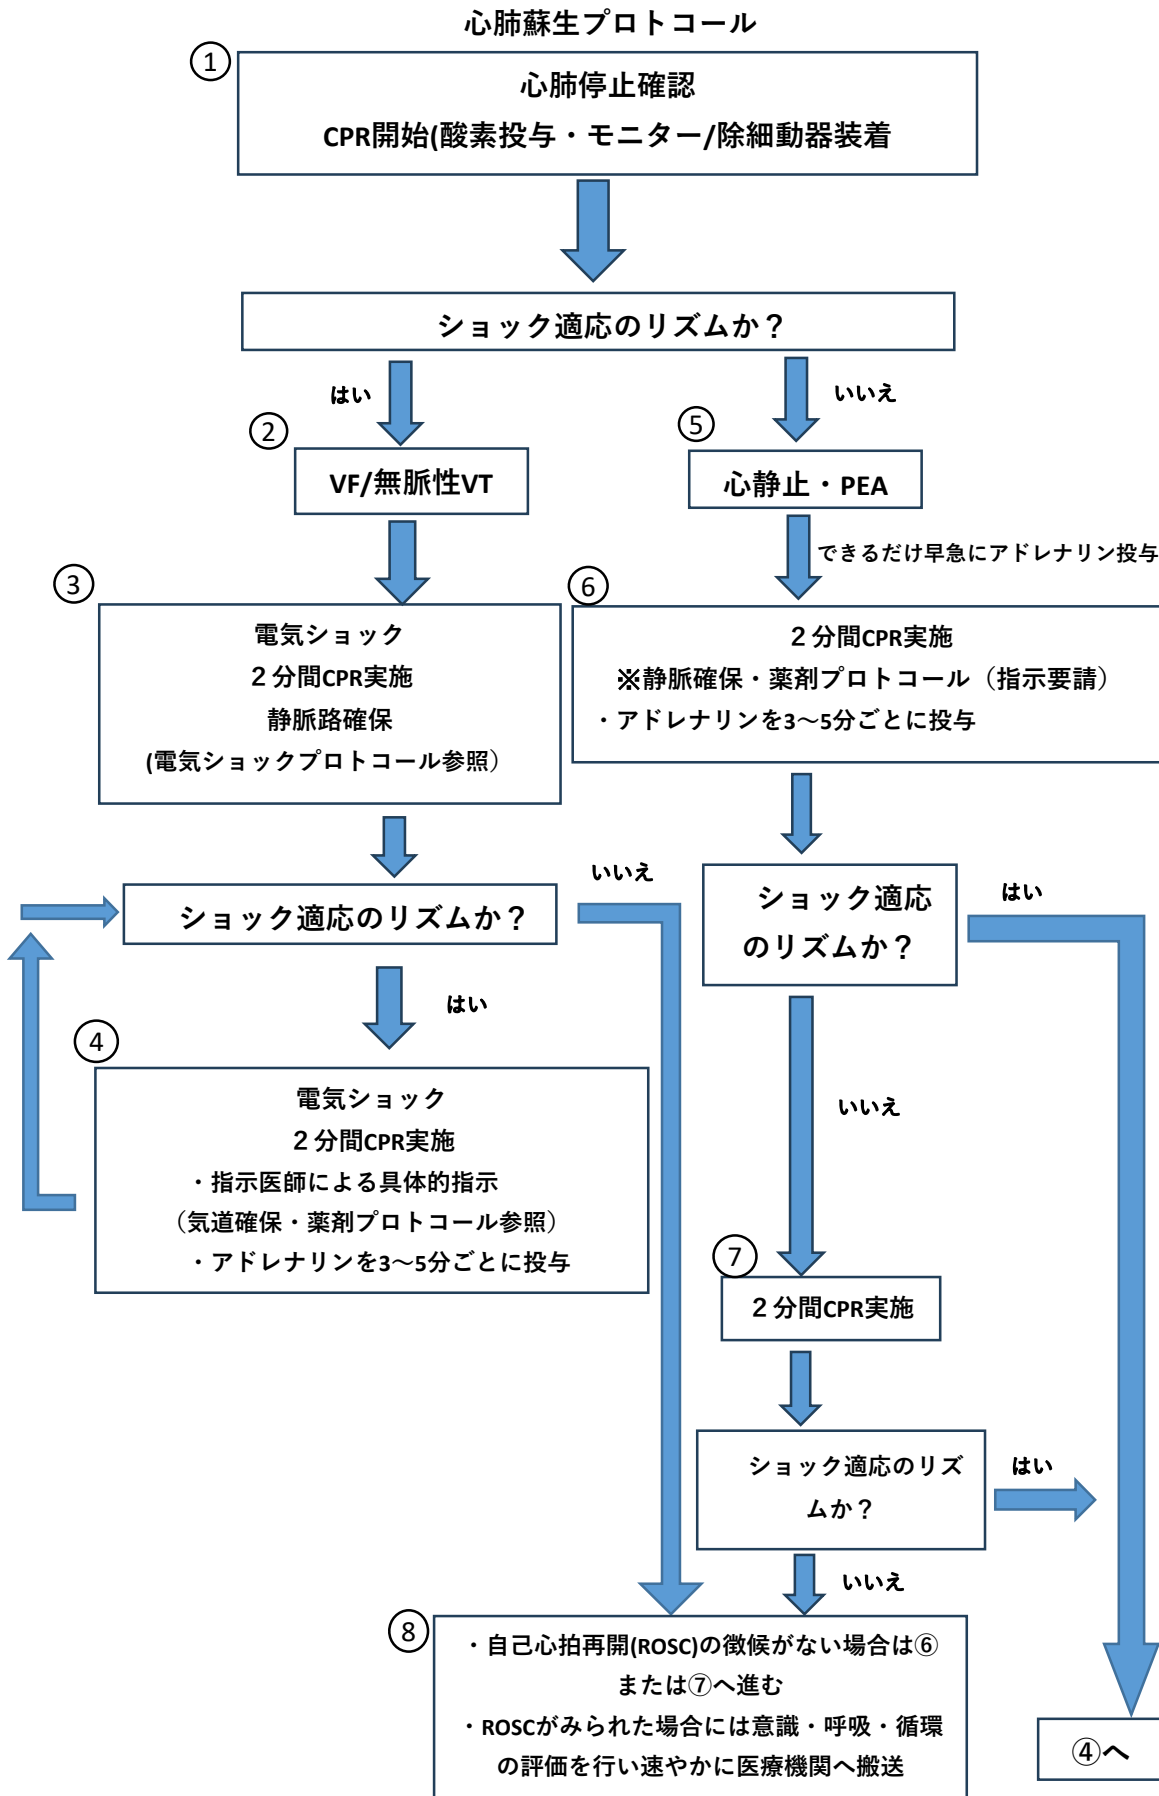 心肺蘇生プロトコール
①
心肺停止確認
CPR開始(酸素投与・モニター/除細動器装着
ショック適応のリズムか？
はい
いいえ
②
VF/無脈性VT
⑤
心静止・PEA
できるだけ早急にアドレナリン投与
③
電気ショック
２分間CPR実施
静脈路確保
(電気ショックプロトコール参照）
⑥
２分間CPR実施
※静脈確保・薬剤プロトコール（指示要請）
・アドレナリンを3～5分ごとに投与
ショック適応のリズムか？
いいえ
はい
ショック適応
のリズムか？
はい
いいえ
④
電気ショック
２分間CPR実施
・指示医師による具体的指示
（気道確保・薬剤プロトコール参照）
・アドレナリンを3～5分ごとに投与
⑦
２分間CPR実施
ショック適応のリズ
ムか？
はい
いいえ
⑧
・自己心拍再開(ROSC)の徴候がない場合は⑥
または⑦へ進む
・ROSCがみられた場合には意識・呼吸・循環
の評価を行い速やかに医療機関へ搬送
④へ